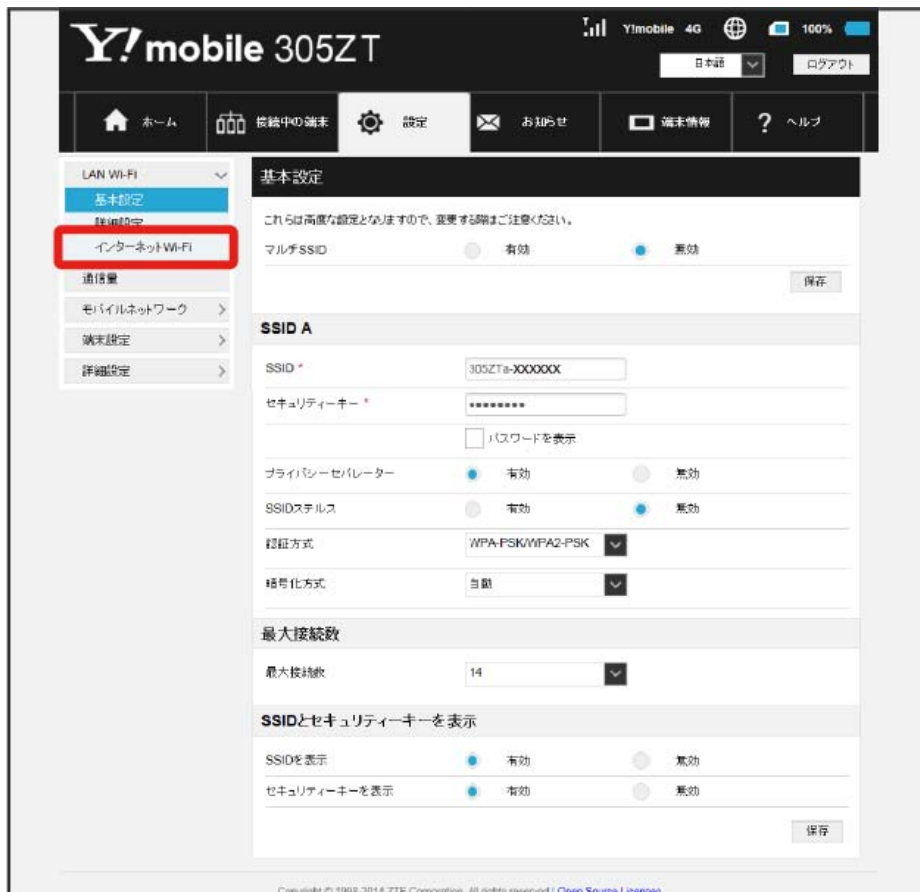 Y! mobile 305ZT
Y!mobile 4G 100%
日本語 ログアウト
ホーム 接続中の端末 設定 お知らせ 端末情報 ? ヘルプ
LAN Wi-Fi
基本設定
詳細設定
インターネットWi-Fi
通信量
モバイルネットワーク
端末設定
詳細設定
基本設定
これらは高度な設定となりますので、変更する際はご注意ください。
マルチSSID 有効 無効
保存
SSID A
SSID * 305ZTa-XXXXXX
セキュリティーキー * ••••••••
パスワードを表示
プライバシーセパレーター 有効 無効
SSIDステルス 有効 無効
認証方式 WPA-PSK/WPA2-PSK
暗号化方式 自動
最大接続数
最大接続数 14
SSIDとセキュリティーキーを表示
SSIDを表示 有効 無効
セキュリティーキーを表示 有効 無効
保存
Copyright © 1998-2014 ZTE Corporation. All rights reserved | Open Source Licenses